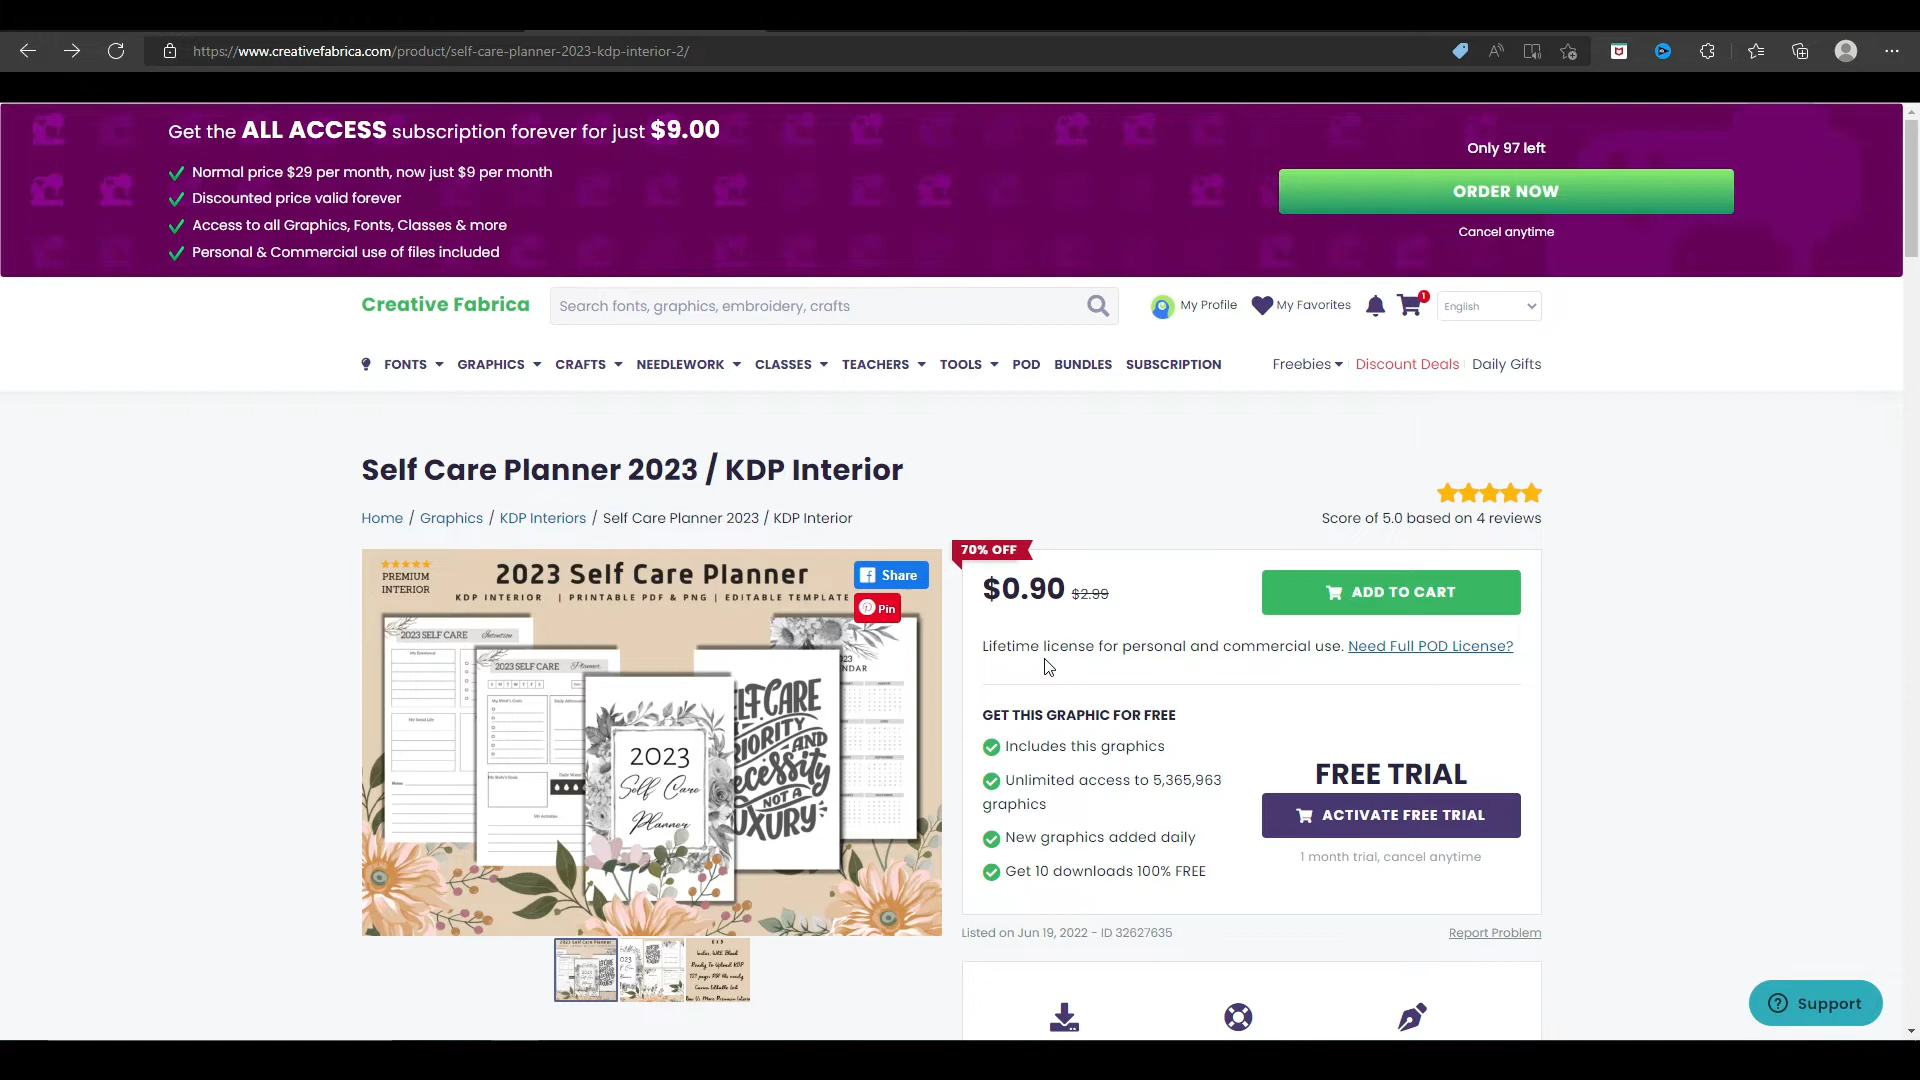 https://www.creativefabrica.com/product/self-care-planner-2023-kdp-interior-2/
Get the ALL ACCESS subscription forever for just $9.00
Normal price $29 per month, now just $9 per month
Discounted price valid forever
Access to all Graphics, Fonts, Classes & more
Personal & Commercial use of files included
Only 97 left
ORDER NOW
Cancel anytime
Creative Fabrica
Search fonts, graphics, embroidery, crafts
My Profile
My Favorites
1
English
FONTS
GRAPHICS
CRAFTS
NEEDLEWORK
CLASSES
TEACHERS
TOOLS
POD
BUNDLES
SUBSCRIPTION
Freebies
Discount Deals
Daily Gifts
Self Care Planner 2023 / KDP Interior
Home / Graphics / KDP Interiors / Self Care Planner 2023 / KDP Interior
Score of 5.0 based on 4 reviews
PREMIUM
INTERIOR
2023 Self Care Planner
KDP INTERIOR | PRINTABLE PDF & PNG | EDITABLE TEMPLATE
Share
Pin
2023 SELF CARE
My Emotional
My Social Life
Notes
2023 SELF CARE Planner
S M T W T F S
2023
Self Care
Planner
ELF CARE
AND
NOT A
70% OFF
$0.90 $2.99
ADD TO CART
Lifetime license for personal and commercial use. Need Full POD License?
GET THIS GRAPHIC FOR FREE
Includes this graphics
Unlimited access to 5,365,963
graphics
New graphics added daily
Get 10 downloads 100% FREE
FREE TRIAL
ACTIVATE FREE TRIAL
1 month trial, cancel anytime
Listed on Jun 19, 2022 - ID 32627635
Report Problem
Support